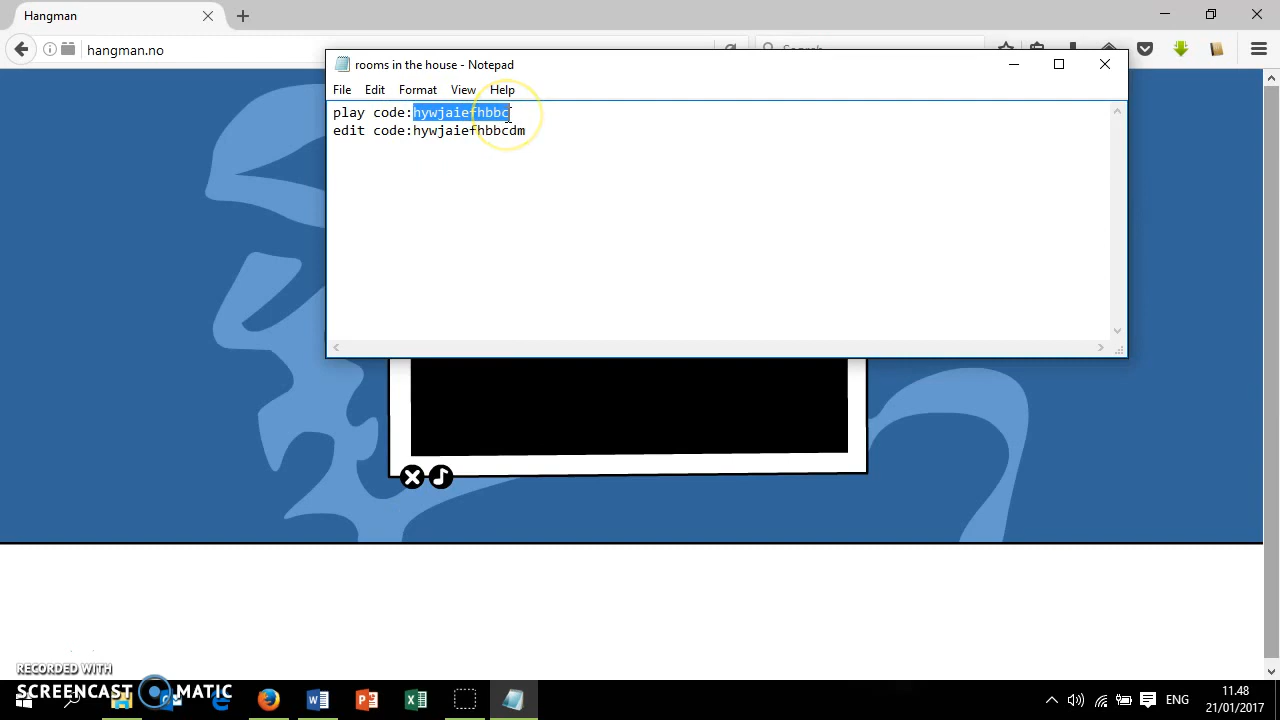 Hangman
hangman.no
Search
rooms in the house - Notepad
File Edit Format View Help
play code:hywjaiefhbbc
edit code:hywjaiefhbbcdm
RECORDED WITH
SCREENCAST MATIC
ENG
11.48
21/01/2017